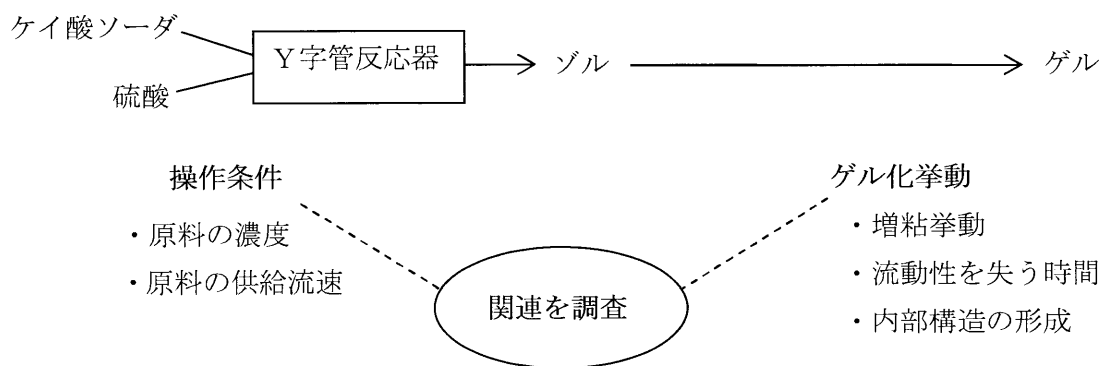 ケイ酸ソーダ
Y字管反応器
ゾル
ゲル
硫酸
操作条件
・原料の濃度
・原料の供給流速
ゲル化挙動
・増粘挙動
・流動性を失う時間
・内部構造の形成
関連を調査